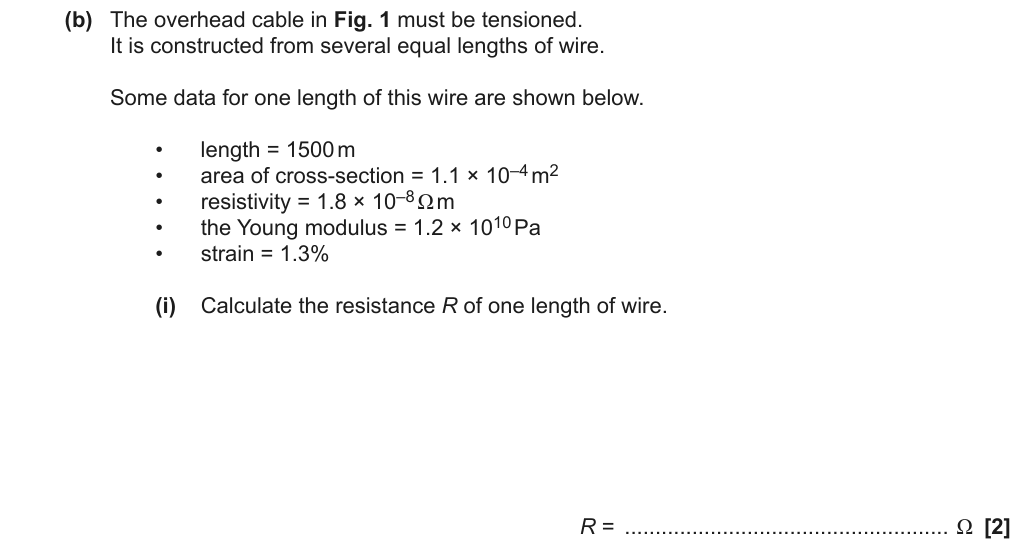 (b) The overhead cable in Fig. 1 must be tensioned.
It is constructed from several equal lengths of wire.
Some data for one length of this wire are shown below.
• length = 1500 m
• area of cross-section = 1.1 × 10⁻⁴ m²
• resistivity = 1.8 × 10⁻⁸ Ωm
• the Young modulus = 1.2 × 10¹⁰ Pa
• strain = 1.3%
(i) Calculate the resistance R of one length of wire.
R = ..................................................... Ω [2]